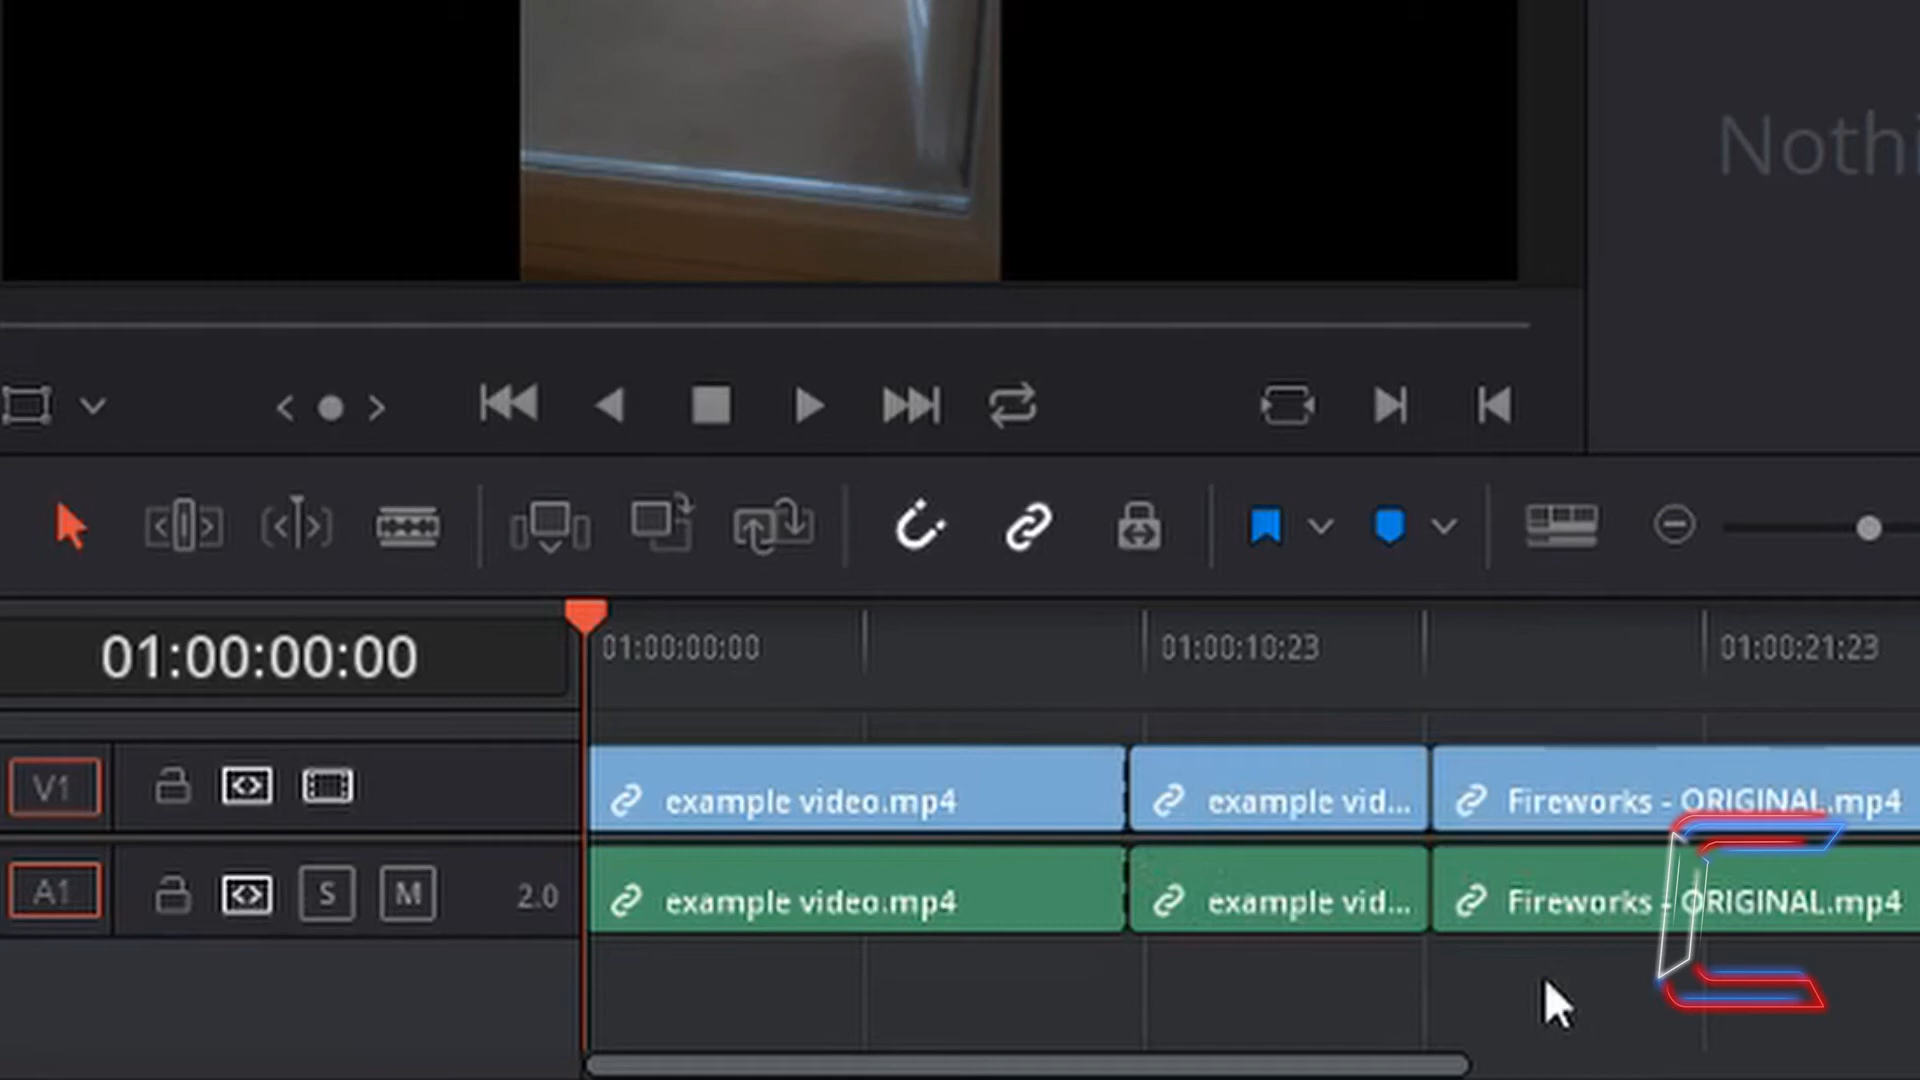 Nothi
01:00:00:00
01:00:00:00
01:00:10:23
01:00:21:23
V1
example video.mp4
example vid...
Fireworks - ORIGINAL.mp4
A1
S
M
2.0
example video.mp4
example vid...
Fireworks - ORIGINAL.mp4